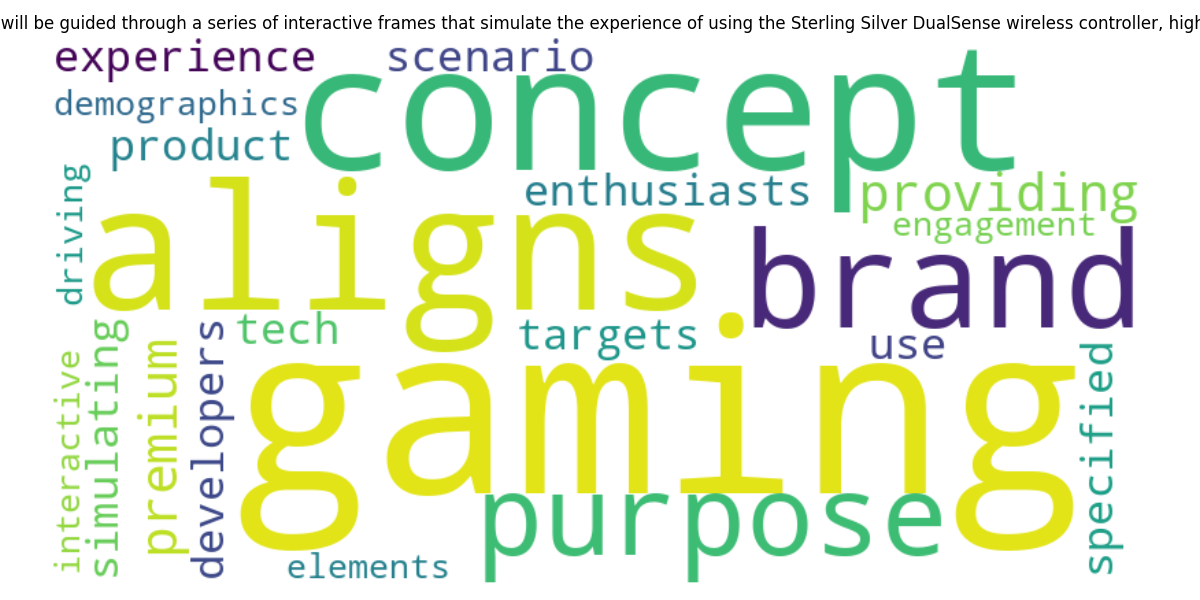 will be guided through a series of interactive frames that simulate the experience of using the Sterling Silver DualSense wireless controller, high
experience
scenario
concept
demographics
product
enthusiasts
providing
driving
aligns
engagement
brand
tech
targets
use
interactive
simulating
premium
developers
gaming
specified
purpose
elements